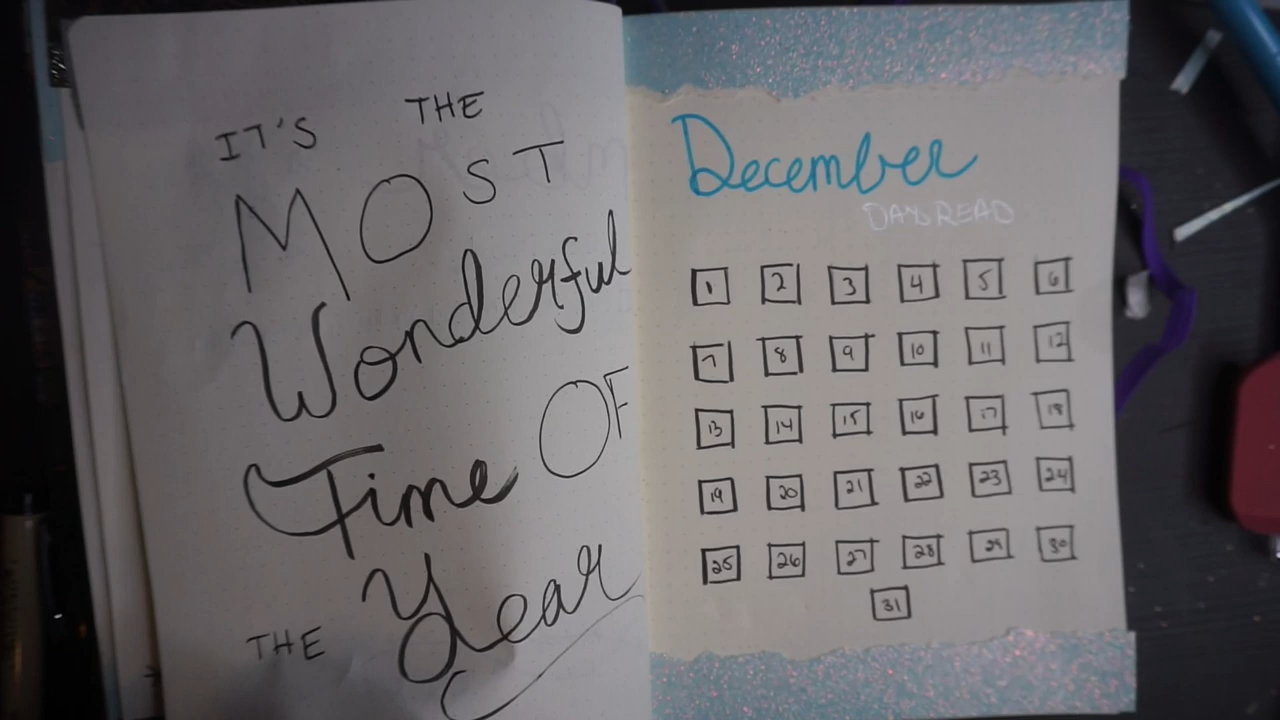 IT'S THE
MOST
Wonderful
Time OF
THE Year
December
DAYS READ
1 2 3 4 5 6
7 8 9 10 11 12
13 14 15 16 17 18
19 20 21 22 23 24
25 26 27 28 29 30
31